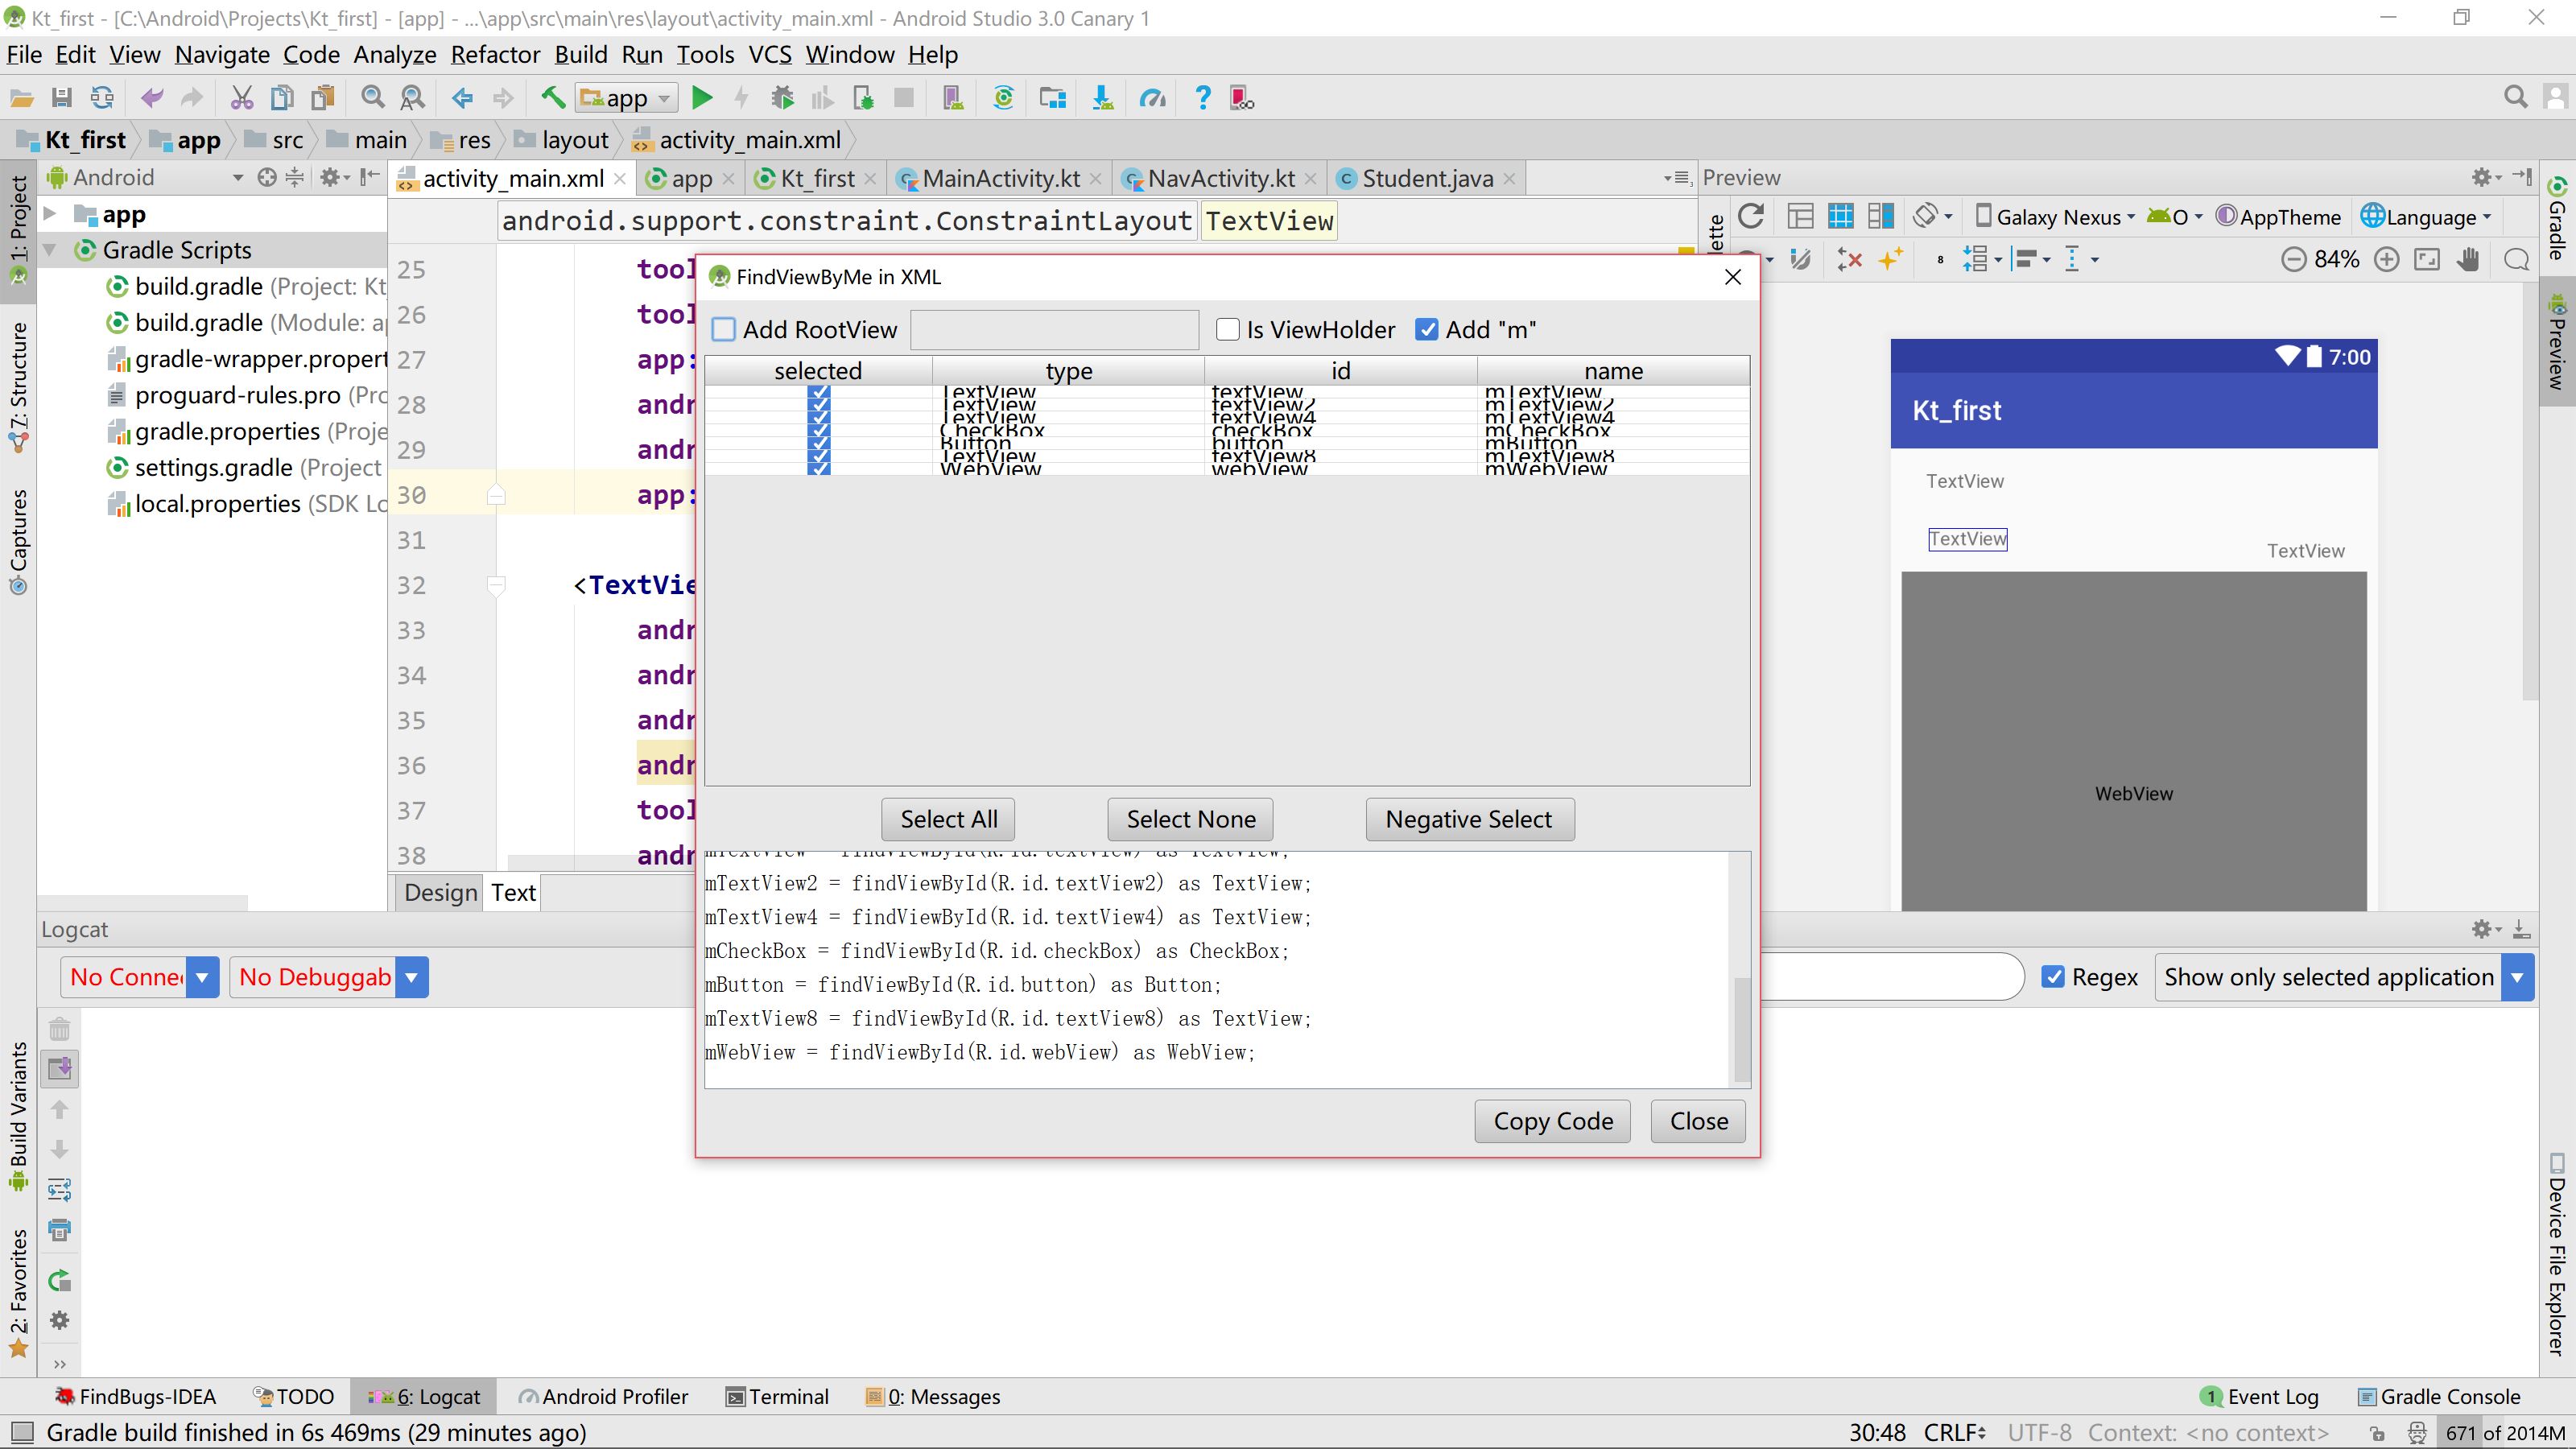 Kt_first - [C:\Android\Projects\Kt_first] - [app] - ...\app\src\main\res\layout\activity_main.xml - Android Studio 3.0 Canary 1
File Edit View Navigate Code Analyze Refactor Build Run Tools VCS Window Help
app
Kt_first app src main res layout activity_main.xml
1: Project
7: Structure
Captures
Build Variants
2: Favorites
Android
app
Gradle Scripts
build.gradle (Project: Kt
build.gradle (Module: a
gradle-wrapper.propert
proguard-rules.pro (Pro
gradle.properties (Proje
settings.gradle (Project
local.properties (SDK Lo
activity_main.xml app Kt_first MainActivity.kt NavActivity.kt Student.java
android.support.constraint.ConstraintLayout TextView
25 tool
26 tool
27 app:
28 andr
29 andr
30 app:
31
32 <TextVie
33 andr
34 andr
35 andr
36 andr
37 tool
38 andr
Design Text
FindViewByMe in XML
Add RootView Is ViewHolder Add "m"
selected type id name
TextView textView mTextView
TextView textView2 mTextView2
TextView textView4 mTextView4
CheckBox checkBox mCheckBox
Button button mButton
TextView textView8 mTextView8
WebView webView mWebView
Select All Select None Negative Select
mTextView = findViewById(R.id.textView) as TextView;
mTextView2 = findViewById(R.id.textView2) as TextView;
mTextView4 = findViewById(R.id.textView4) as TextView;
mCheckBox = findViewById(R.id.checkBox) as CheckBox;
mButton = findViewById(R.id.button) as Button;
mTextView8 = findViewById(R.id.textView8) as TextView;
mWebView = findViewById(R.id.webView) as WebView;
Copy Code Close
Preview
lette
Galaxy Nexus O AppTheme Language
8 84%
7:00
Kt_first
TextView
TextView
TextView
WebView
Gradle
Preview
Device File Explorer
Logcat
No Connec No Debuggab Regex Show only selected application
FindBugs-IDEA TODO 6: Logcat Android Profiler Terminal 0: Messages 1 Event Log Gradle Console
Gradle build finished in 6s 469ms (29 minutes ago) 30:48 CRLF UTF-8 Context: <no context> 671 of 2014M